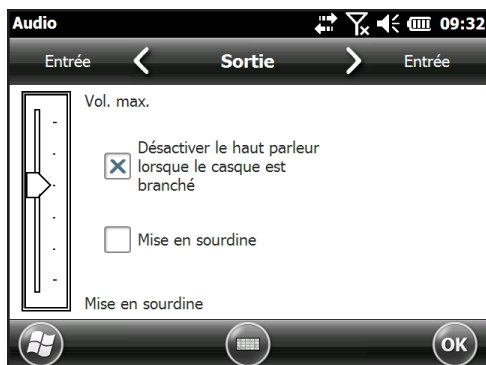 Audio 09:32
Entrée Sortie Entrée
Vol. max.
Désactiver le haut parleur
lorsque le casque est
branché
Mise en sourdine
Mise en sourdine
OK